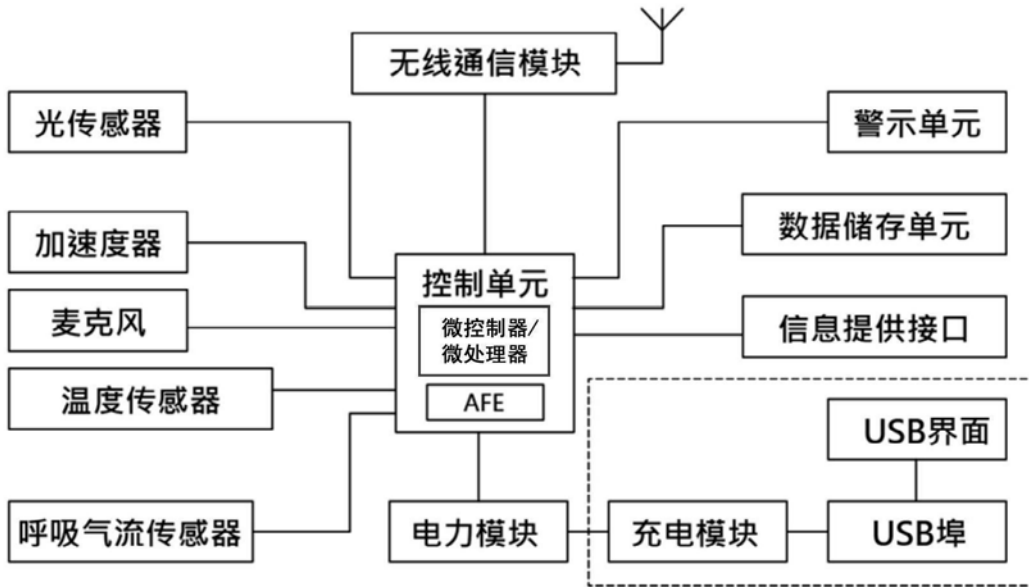 无线通信模块
光传感器
警示单元
加速度器
数据储存单元
控制单元
麦克风
微控制器/
微处理器
信息提供接口
温度传感器
AFE
USB界面
呼吸气流传感器
电力模块
充电模块
USB埠